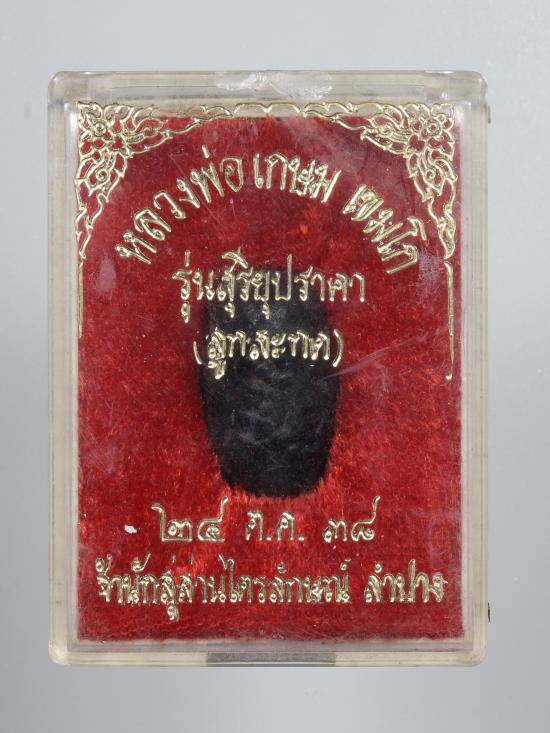 หลวงพ่อเกษม เขมโก
รุ่นสุริยุปราคา
(ลูกสะกด)
๒๔ ต.ค. ๓๘
สำนักสู่สานไตรลักษณ์ ลำปาง